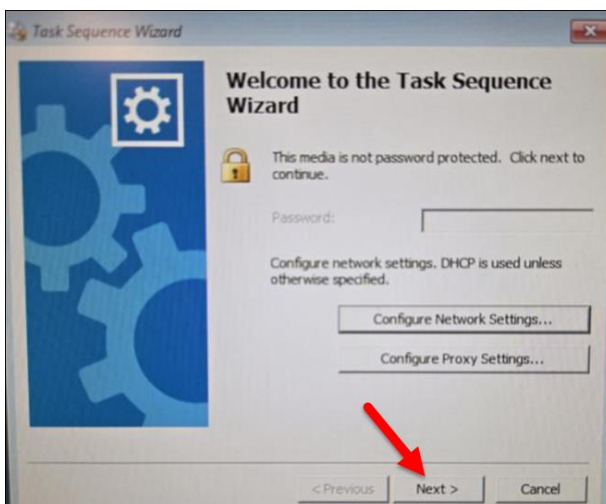 Task Sequence Wizard
Welcome to the Task Sequence
Wizard
This media is not password protected. Click next to
continue.
Password:
Configure network settings. DHCP is used unless
otherwise specified.
Configure Network Settings...
Configure Proxy Settings...
< Previous
Next >
Cancel